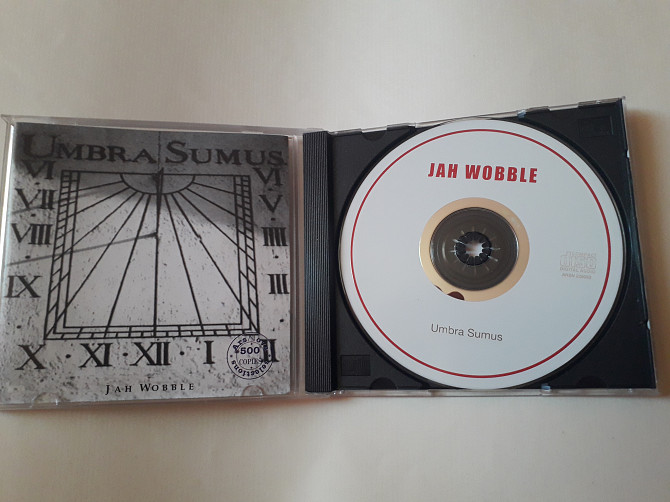 UMBRA SUMUS
VI VI
VII V
VIII IIII
IX III
X · XI · XII · I · II
500
COPIES
JAH WOBBLE
JAH WOBBLE
Umbra Sumus